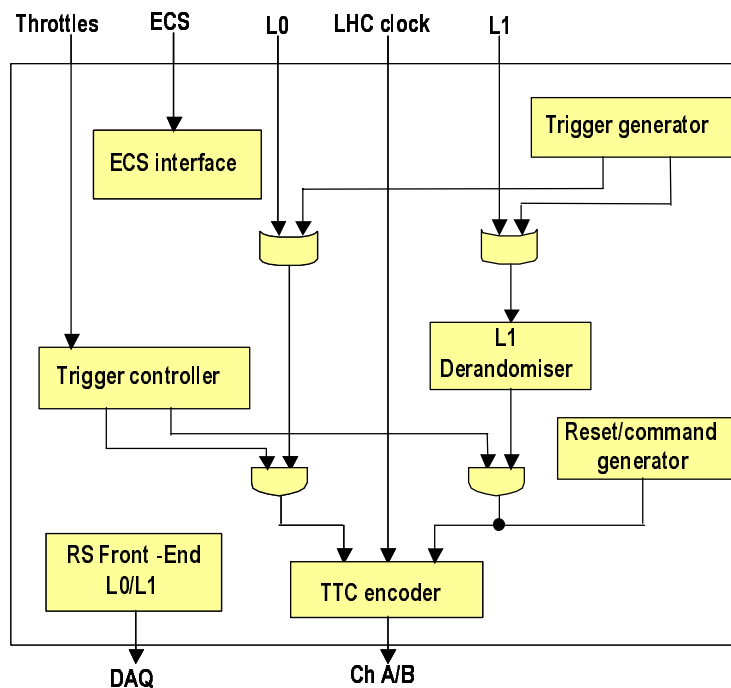 Throttles
ECS
L0
LHC clock
L1
Trigger generator
ECS interface
L1
Derandomiser
Trigger controller
Reset/command
generator
RS Front -End
L0/L1
TTC encoder
DAQ
Ch A/B